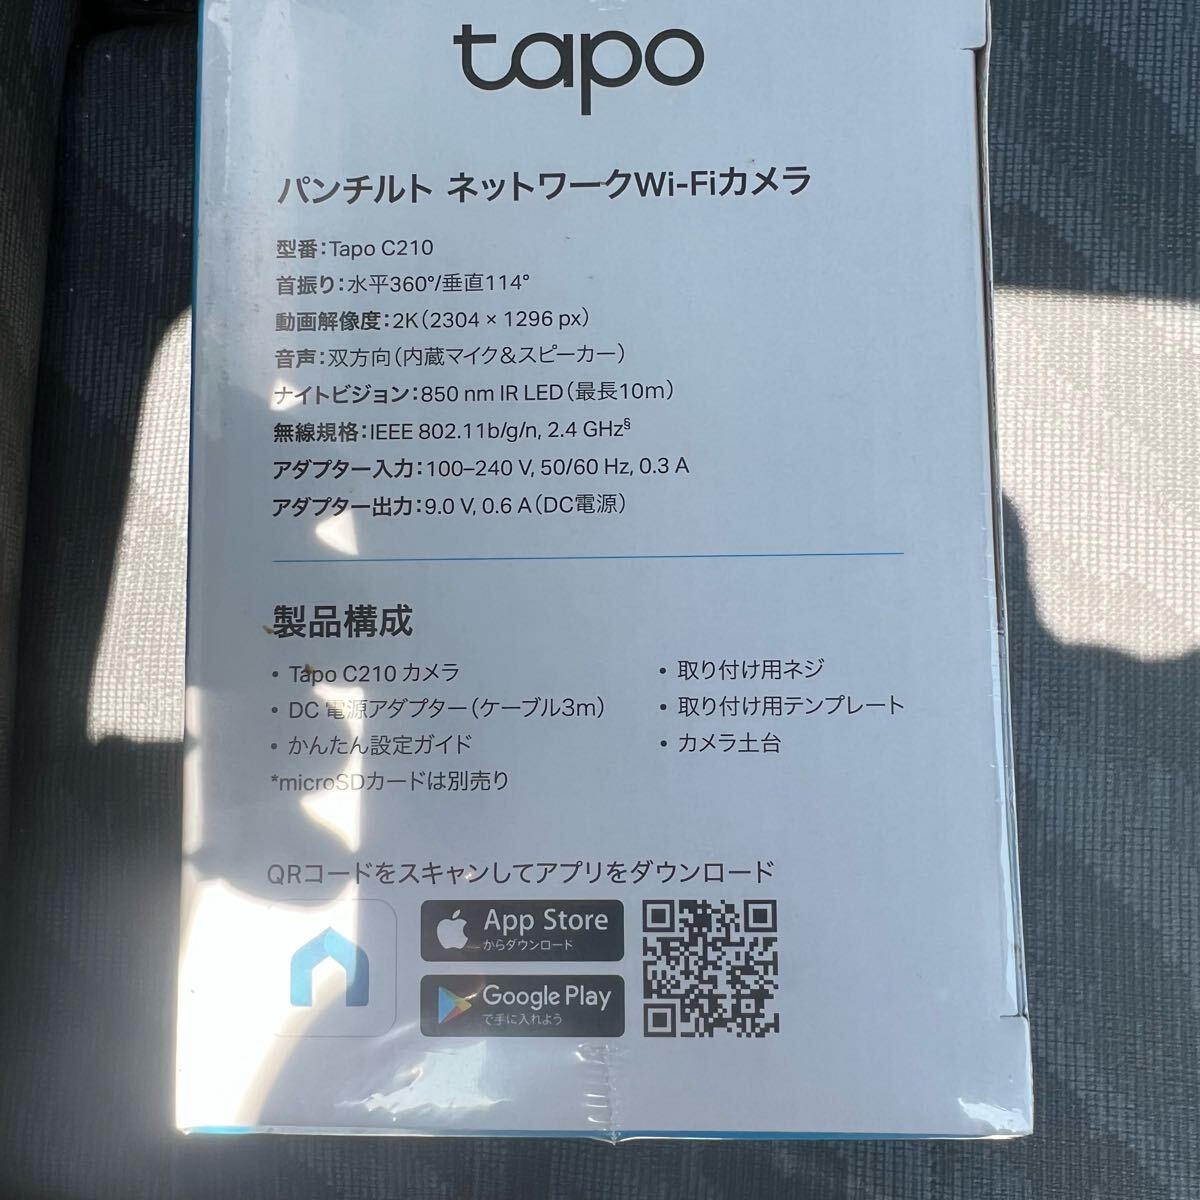 tapo
パンチルト ネットワークWi-Fiカメラ
型番：Tapo C210
首振り：水平360°/垂直114°
動画解像度：2K（2304 × 1296 px）
音声：双方向（内蔵マイク&スピーカー）
ナイトビジョン：850 nm IR LED（最長10m）
無線規格：IEEE 802.11b/g/n, 2.4 GHz§
アダプター入力：100–240 V, 50/60 Hz, 0.3 A
アダプター出力：9.0 V, 0.6 A（DC電源）
製品構成
• Tapo C210 カメラ
• DC 電源アダプター（ケーブル3m）
• かんたん設定ガイド
*microSDカードは別売り
• 取り付け用ネジ
• 取り付け用テンプレート
• カメラ土台
QRコードをスキャンしてアプリをダウンロード
App Store
からダウンロード
Google Play
で手に入れよう